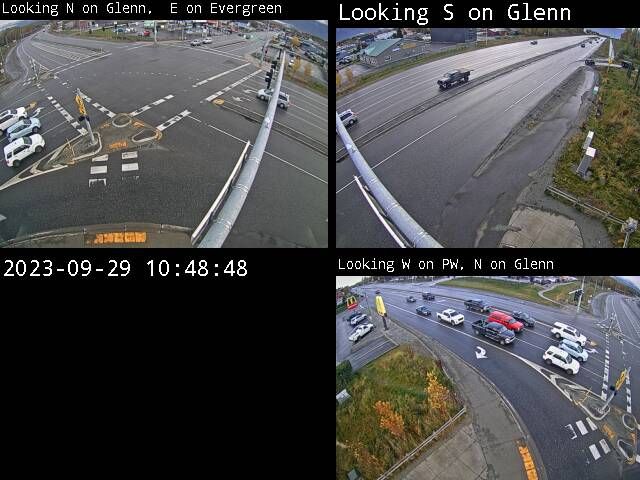 Looking N on Glenn,  E on Evergreen
Looking S on Glenn
2023-09-29 10:48:48
Looking W on PW, N on Glenn